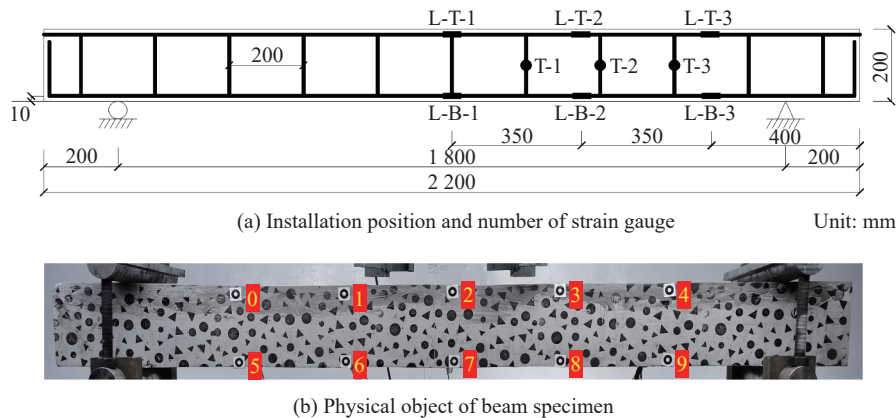 L-T-1 L-T-2 L-T-3
200 T-1 T-2 T-3 200
10 L-B-1 L-B-2 L-B-3
350 350 400
200 1 800 200
2 200
(a) Installation position and number of strain gauge Unit: mm
0 1 2 3 4
5 6 7 8 9
(b) Physical object of beam specimen